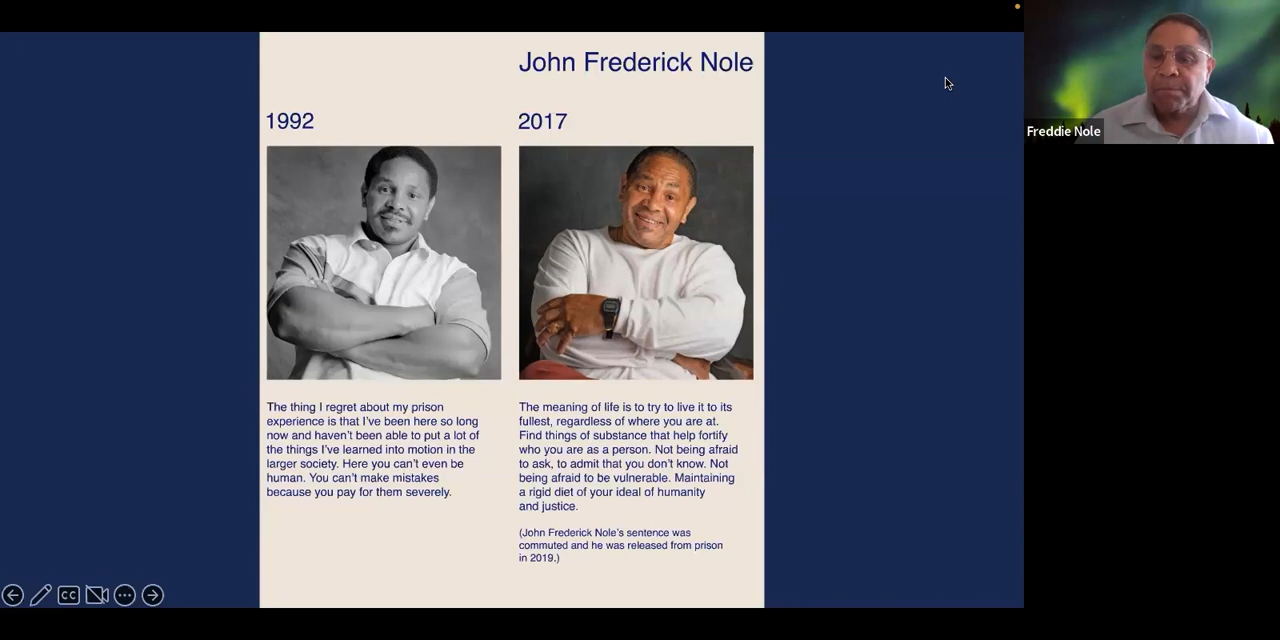 John Frederick Nole
1992
2017
The thing I regret about my prison
experience is that I've been here so long
now and haven't been able to put a lot of
the things I've learned into motion in the
larger society. Here you can't even be
human. You can't make mistakes
because you pay for them severely.
The meaning of life is to try to live it to its
fullest, regardless of where you are at.
Find things of substance that help fortify
who you are as a person. Not being afraid
to ask, to admit that you don't know. Not
being afraid to be vulnerable. Maintaining
a rigid diet of your ideal of humanity
and justice.
(John Frederick Nole's sentence was
commuted and he was released from prison
in 2019.)
Freddie Nole
CC